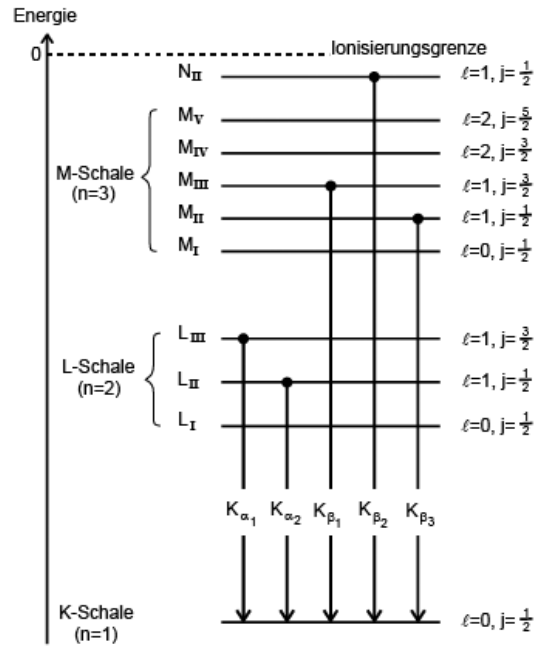 Energie
0
Ionisierungsgrenze
N_II ℓ=1, j=1/2
M_V ℓ=2, j=5/2
M_IV ℓ=2, j=3/2
M-Schale
(n=3)
M_III ℓ=1, j=3/2
M_II ℓ=1, j=1/2
M_I ℓ=0, j=1/2
L_III ℓ=1, j=3/2
L-Schale
(n=2)
L_II ℓ=1, j=1/2
L_I ℓ=0, j=1/2
K_α1 K_α2 K_β1 K_β2 K_β3
K-Schale
(n=1)
ℓ=0, j=1/2